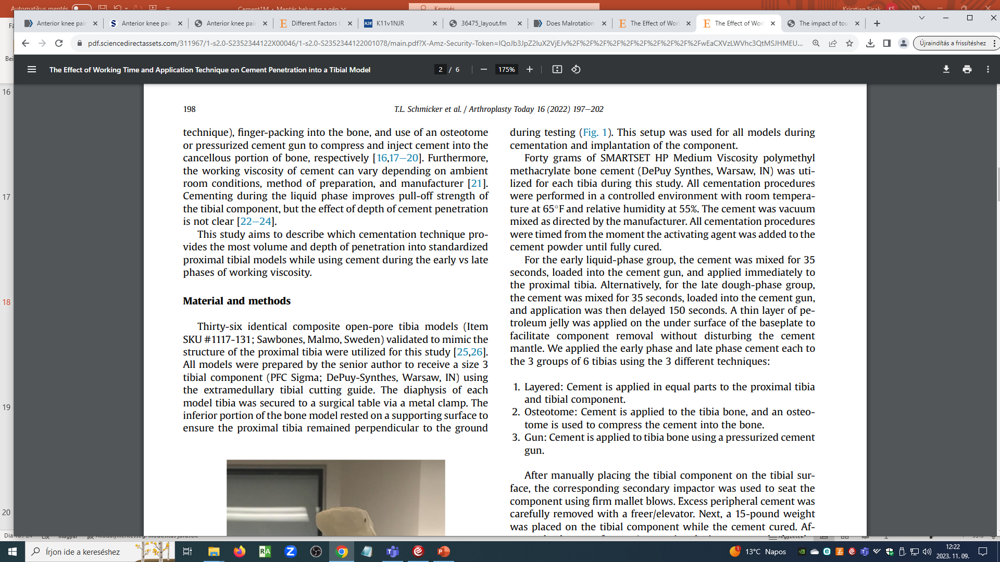 Automatikus mentés
Cement1M • Mentés helye: ez a gép
Keresés
Krisztian Sisak
KS
Anterior knee pain
Anterior knee pain
Anterior knee pain
Different Factors
NJR K11v1NJR
36475_layout.fm
Does Malrotation
The Effect of Wor
The Effect of Wor
The impact of tou
pdf.sciencedirectassets.com/311967/1-s2.0-S2352344122X00046/1-s2.0-S2352344122001078/main.pdf?X-Amz-Security-Token=IQoJb3JpZ2luX2VjEJv%2F%2F%2F%2F%2F%2F%2F%2F%2F%2FwEaCXVzLWVhc3QtMSJHMEU...
Újraindítás a frissítéshez
The Effect of Working Time and Application Technique on Cement Penetration into a Tibial Model
2 / 6
175%
Bei
16
17
18
19
20
198
T.L. Schmicker et al. / Arthroplasty Today 16 (2022) 197–202
technique), finger-packing into the bone, and use of an osteotome
or pressurized cement gun to compress and inject cement into the
cancellous portion of bone, respectively [16,17–20]. Furthermore,
the working viscosity of cement can vary depending on ambient
room conditions, method of preparation, and manufacturer [21].
Cementing during the liquid phase improves pull-off strength of
the tibial component, but the effect of depth of cement penetration
is not clear [22–24].
This study aims to describe which cementation technique pro-
vides the most volume and depth of penetration into standardized
proximal tibial models while using cement during the early vs late
phases of working viscosity.
Material and methods
Thirty-six identical composite open-pore tibia models (Item
SKU #1117-131; Sawbones, Malmo, Sweden) validated to mimic the
structure of the proximal tibia were utilized for this study [25,26].
All models were prepared by the senior author to receive a size 3
tibial component (PFC Sigma; DePuy-Synthes, Warsaw, IN) using
the extramedullary tibial cutting guide. The diaphysis of each
model tibia was secured to a surgical table via a metal clamp. The
inferior portion of the bone model rested on a supporting surface to
ensure the proximal tibia remained perpendicular to the ground
during testing (Fig. 1). This setup was used for all models during
cementation and implantation of the component.
Forty grams of SMARTSET HP Medium Viscosity polymethyl
methacrylate bone cement (DePuy Synthes, Warsaw, IN) was uti-
lized for each tibia during this study. All cementation procedures
were performed in a controlled environment with room tempera-
ture at 65°F and relative humidity at 55%. The cement was vacuum
mixed as directed by the manufacturer. All cementation procedures
were timed from the moment the activating agent was added to the
cement powder until fully cured.
For the early liquid-phase group, the cement was mixed for 35
seconds, loaded into the cement gun, and applied immediately to
the proximal tibia. Alternatively, for the late dough-phase group,
the cement was mixed for 35 seconds, loaded into the cement gun,
and application was then delayed 150 seconds. A thin layer of pe-
troleum jelly was applied on the under surface of the baseplate to
facilitate component removal without disturbing the cement
mantle. We applied the early phase and late phase cement each to
the 3 groups of 6 tibias using the 3 different techniques:
1. Layered: Cement is applied in equal parts to the proximal tibia
and tibial component.
2. Osteotome: Cement is applied to the tibia bone, and an osteo-
tome is used to compress the cement into the bone.
3. Gun: Cement is applied to tibia bone using a pressurized cement
gun.
After manually placing the tibial component on the tibial sur-
face, the corresponding secondary impactor was used to seat the
component using firm mallet blows. Excess peripheral cement was
carefully removed with a freer/elevator. Next, a 15-pound weight
was placed on the tibial component while the cement cured. Af-
Írjon ide a kereséshez
RA
13°C Napos
12:22
2023. 11. 09.